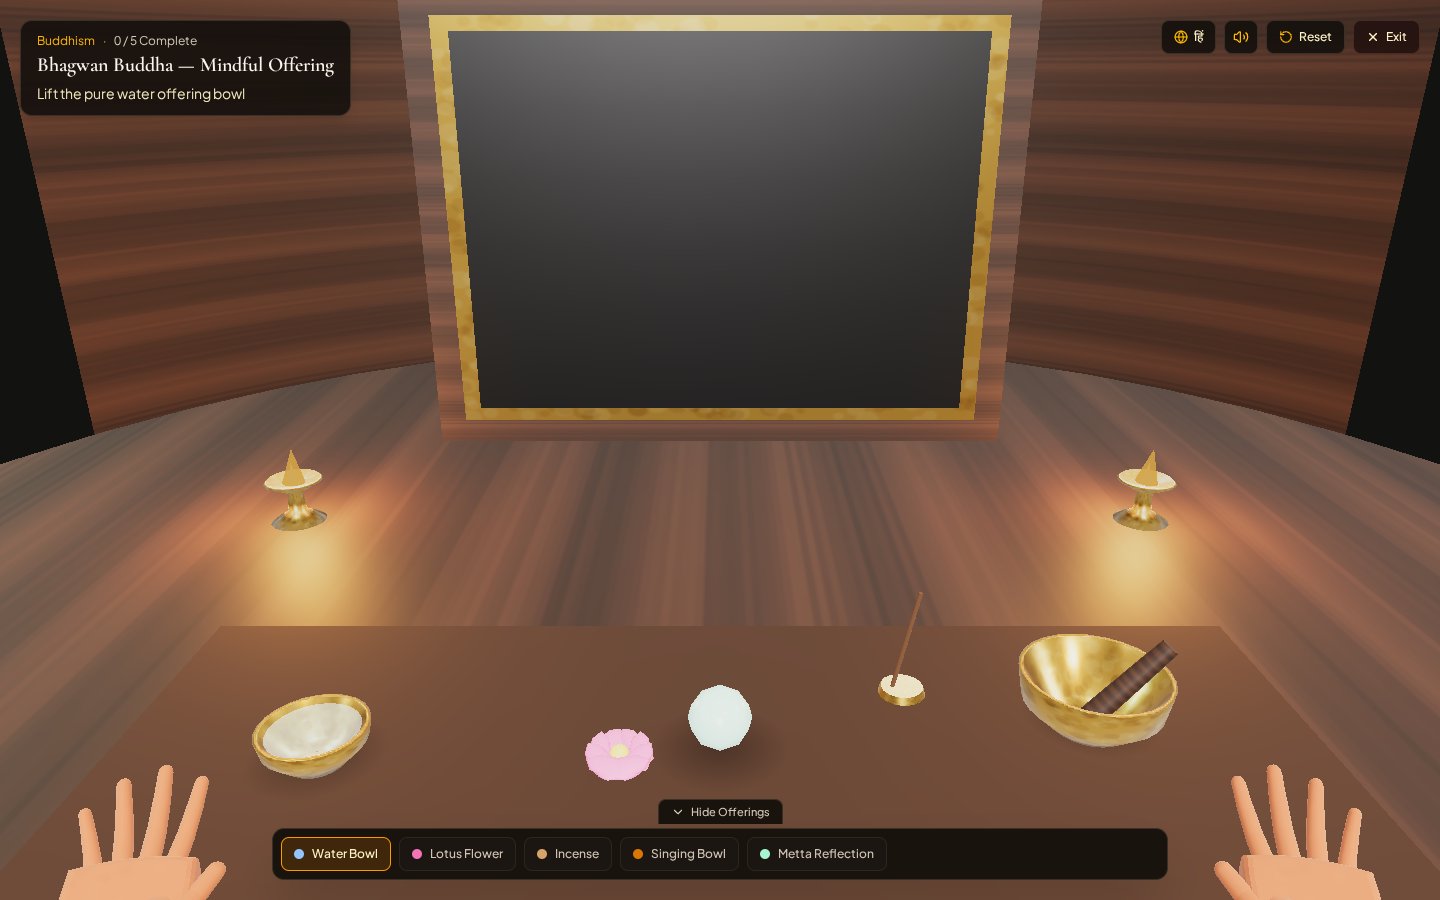 Buddhism · 0 / 5 Complete
Bhagwan Buddha — Mindful Offering
Lift the pure water offering bowl
हिं
Reset
Exit
Hide Offerings
Water Bowl
Lotus Flower
Incense
Singing Bowl
Metta Reflection